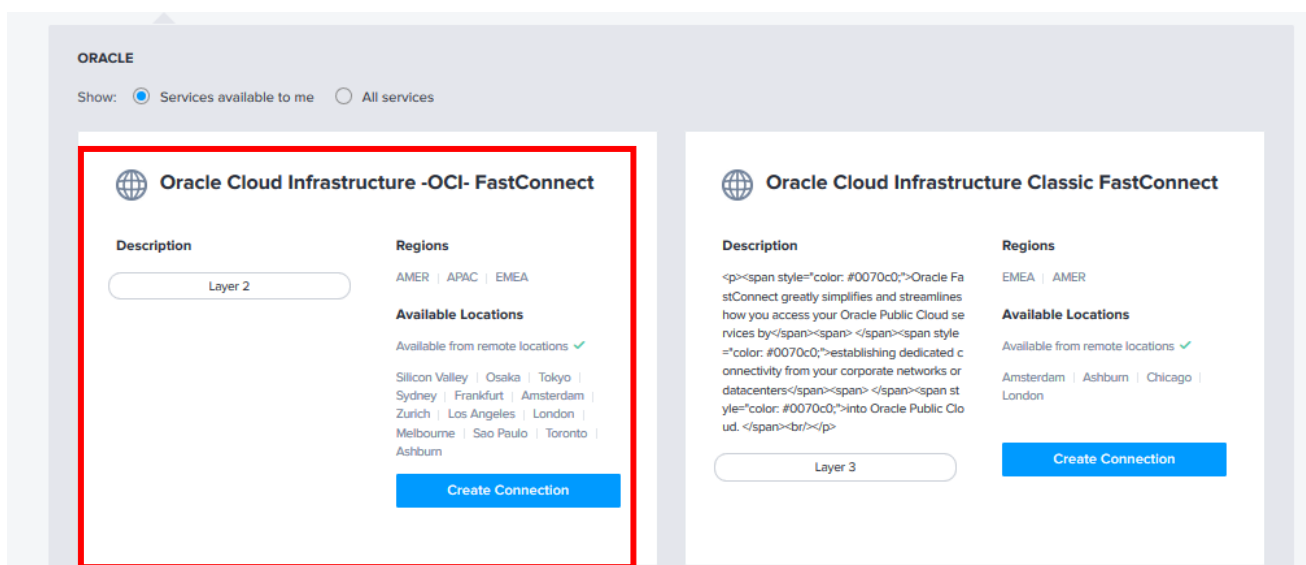 ORACLE
Show: Services available to me All services
Oracle Cloud Infrastructure -OCI- FastConnect
Description
Layer 2
Regions
AMER | APAC | EMEA
Available Locations
Available from remote locations ✓
Silicon Valley | Osaka | Tokyo |
Sydney | Frankfurt | Amsterdam |
Zurich | Los Angeles | London |
Melbourne | Sao Paulo | Toronto |
Ashburn
Create Connection
Oracle Cloud Infrastructure Classic FastConnect
Description
<p><span style="color: #0070c0;">Oracle Fa
stConnect greatly simplifies and streamlines
how you access your Oracle Public Cloud se
rvices by</span><span> </span><span style
="color: #0070c0;">establishing dedicated c
onnectivity from your corporate networks or
datacenters</span><span> </span><span st
yle="color: #0070c0;">into Oracle Public Clo
ud. </span><br/></p>
Layer 3
Regions
EMEA | AMER
Available Locations
Available from remote locations ✓
Amsterdam | Ashburn | Chicago |
London
Create Connection